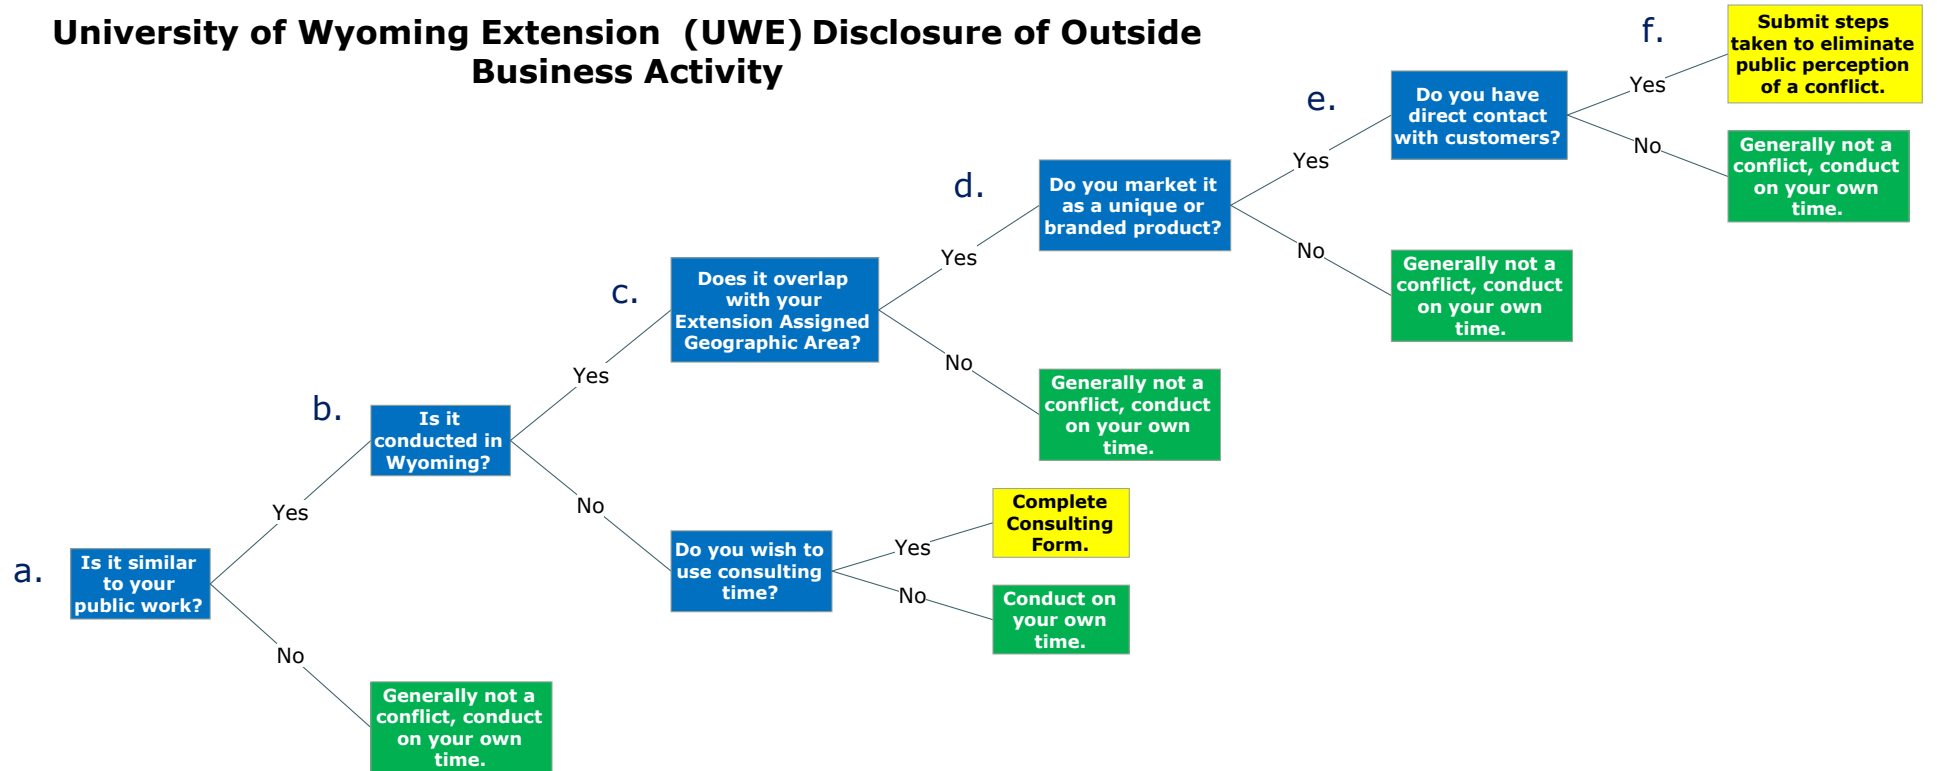 University of Wyoming Extension (UWE) Disclosure of Outside
Business Activity
a.
Is it similar
to your
public work?
Yes
No
Generally not a
conflict, conduct
on your own
time.
b.
Is it
conducted in
Wyoming?
Yes
No
Do you wish to
use consulting
time?
Yes
Complete
Consulting
Form.
No
Conduct on
your own
time.
c.
Does it overlap
with your
Extension Assigned
Geographic Area?
Yes
No
Generally not a
conflict, conduct
on your own
time.
d.
Do you market it
as a unique or
branded product?
Yes
No
Generally not a
conflict, conduct
on your own
time.
e.
Do you have
direct contact
with customers?
Yes
No
Generally not a
conflict, conduct
on your own
time.
f.
Submit steps
taken to eliminate
public perception
of a conflict.